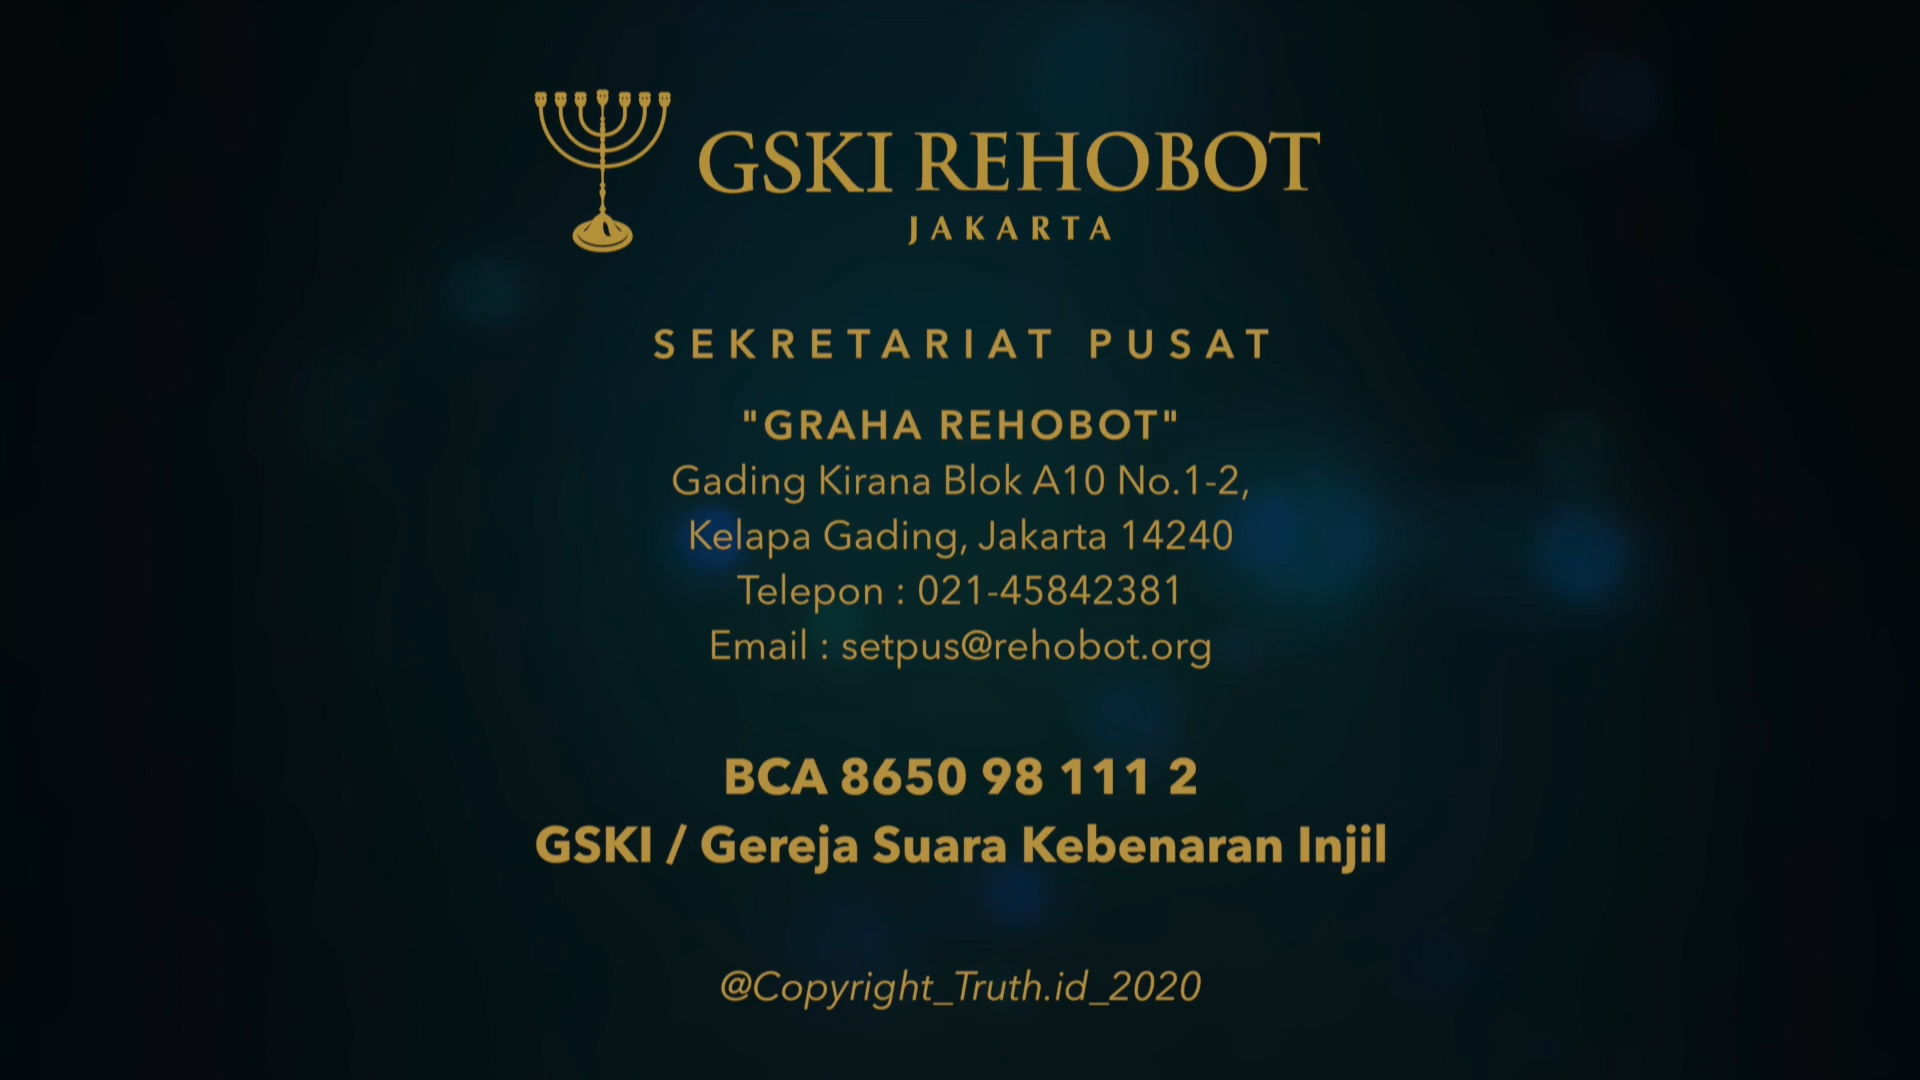 GSKI REHOBOT
JAKARTA
SEKRETARIAT PUSAT
"GRAHA REHOBOT"
Gading Kirana Blok A10 No.1-2,
Kelapa Gading, Jakarta 14240
Telepon : 021-45842381
Email : setpus@rehobot.org
BCA 8650 98 111 2
GSKI / Gereja Suara Kebenaran Injil
@Copyright_Truth.id_2020